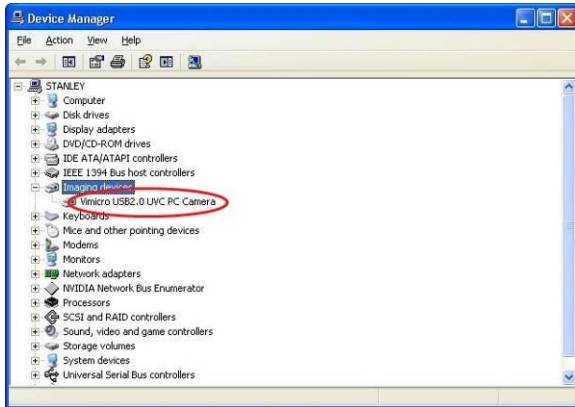 Device Manager
File Action View Help
STANLEY
Computer
Disk drives
Display adapters
DVD/CD-ROM drives
IDE ATA/ATAPI controllers
IEEE 1394 Bus host controllers
Imaging devices
Vimicro USB2.0 UVC PC Camera
Keyboards
Mice and other pointing devices
Modems
Monitors
Network adapters
NVIDIA Network Bus Enumerator
Processors
SCSI and RAID controllers
Sound, video and game controllers
Storage volumes
System devices
Universal Serial Bus controllers